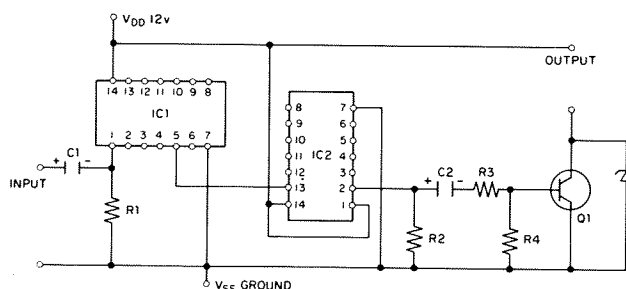 V_DD 12v
OUTPUT
14 13 12 11 10 9 8
IC1
1 2 3 4 5 6 7
C1
+ -
INPUT
R1
8 7
9 6
10 5
11 4
IC2
12 3
13 2
14 1
C2
+ -
R3
R2
R4
Q1
V_SS GROUND